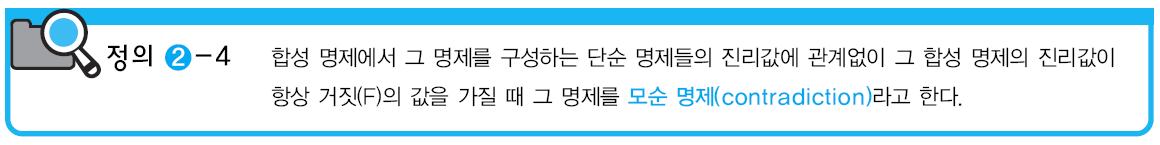 정의 2-4
합성 명제에서 그 명제를 구성하는 단순 명제들의 진리값에 관계없이 그 합성 명제의 진리값이
항상 거짓(F)의 값을 가질 때 그 명제를 모순 명제(contradiction)라고 한다.